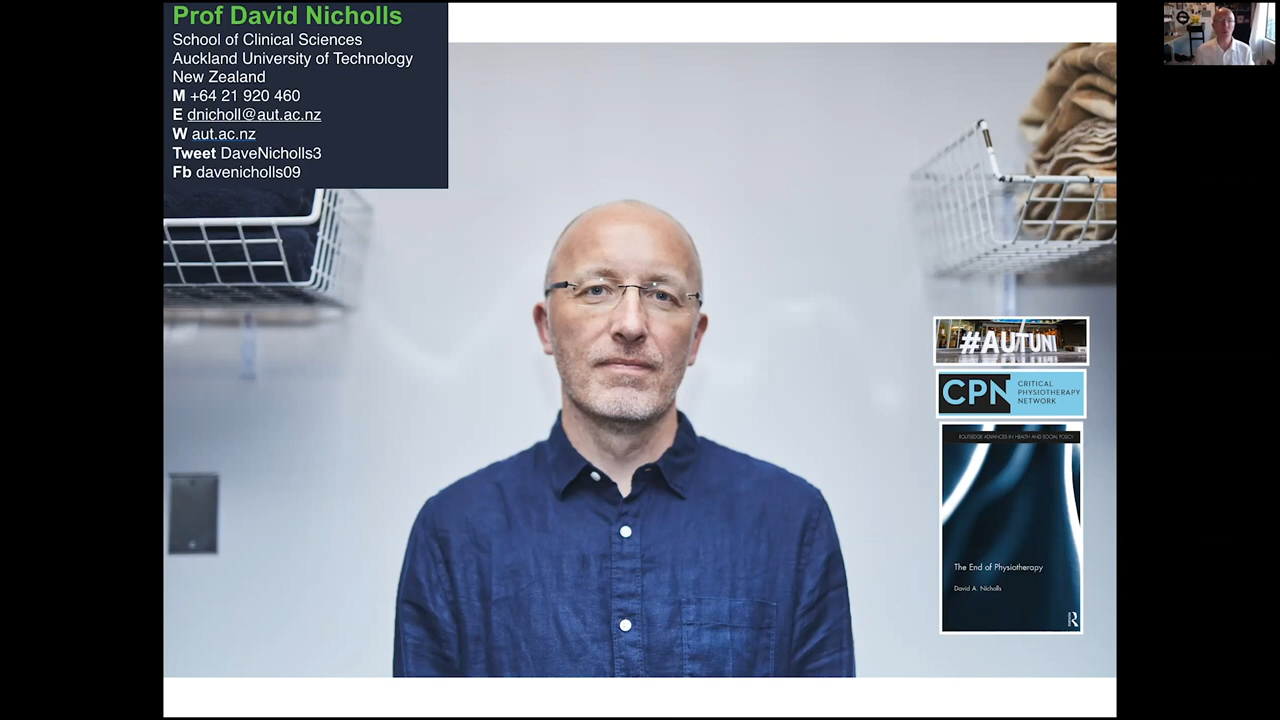 Prof David Nicholls
School of Clinical Sciences
Auckland University of Technology
New Zealand
M +64 21 920 460
E dnicholl@aut.ac.nz
W aut.ac.nz
Tweet DaveNicholls3
Fb davenicholls09
#AUTUNI
CPN
CRITICAL
PHYSIOTHERAPY
NETWORK
ROUTLEDGE ADVANCES IN HEALTH AND SOCIAL POLICY
The End of Physiotherapy
David A. Nicholls
R